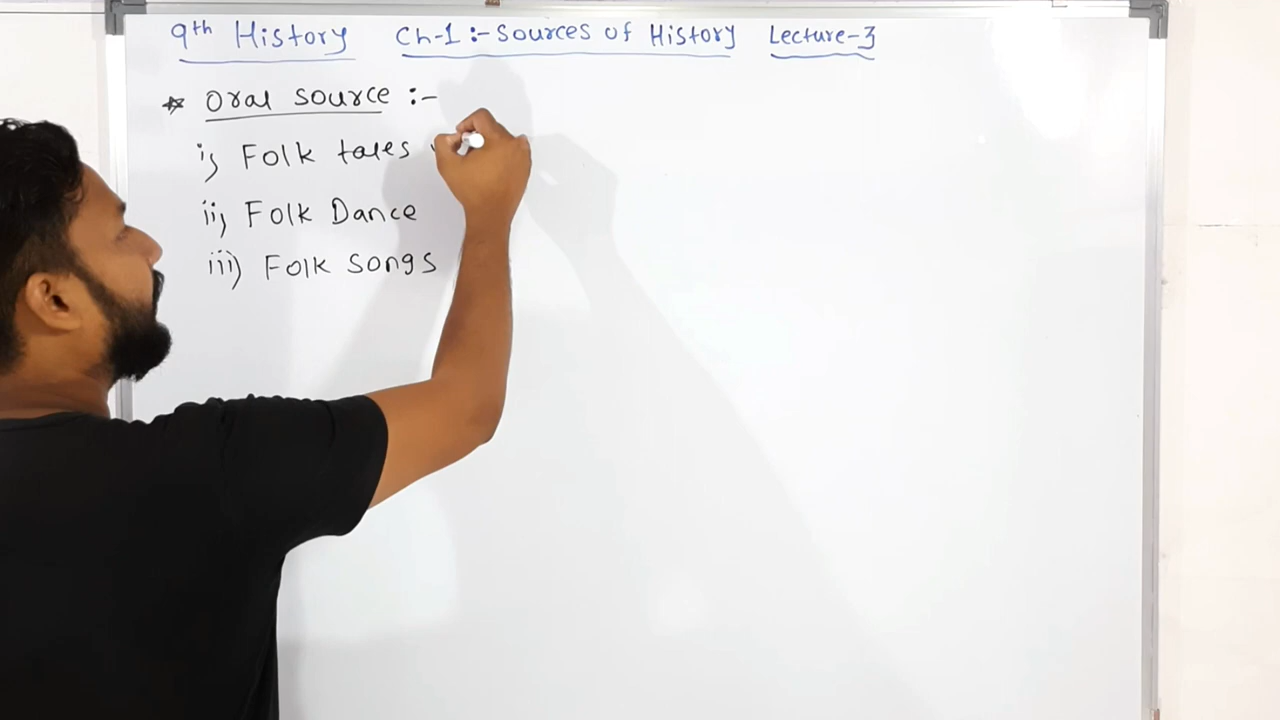 9th History Ch-1 :- Sources of History Lecture-3
* Oral source :-
i) Folk tales
ii) Folk Dance
iii) Folk songs